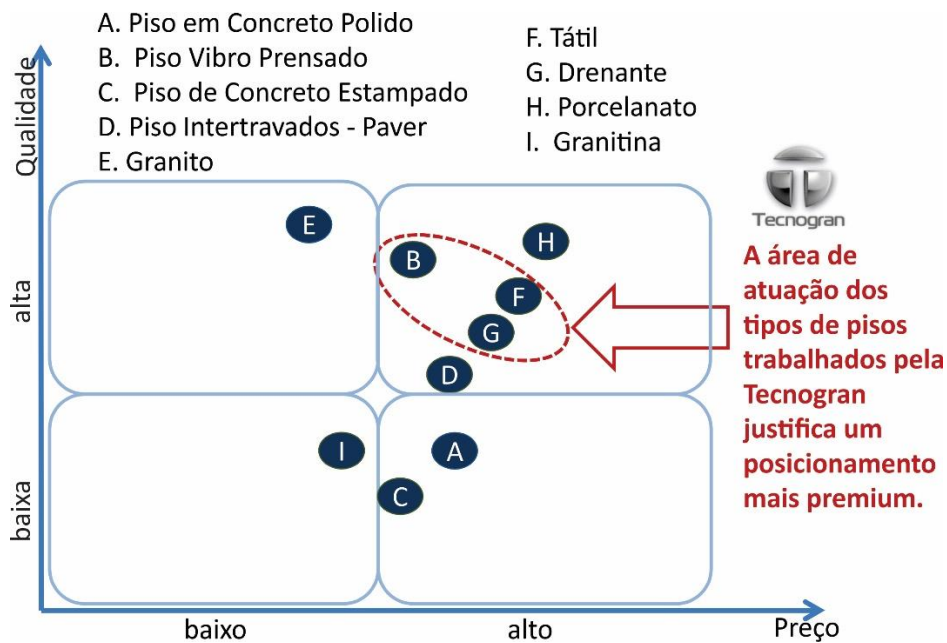 A. Piso em Concreto Polido
B. Piso Vibro Prensado
C. Piso de Concreto Estampado
D. Piso Intertravados - Paver
E. Granito
F. Tátil
G. Drenante
H. Porcelanato
I. Granitina
Qualidade
alta
baixa
E
B
H
F
G
D
I
A
C
Tecnogran
A área de
atuação dos
tipos de pisos
trabalhados pela
Tecnogran
justifica um
posicionamento
mais premium.
baixo
alto
Preço